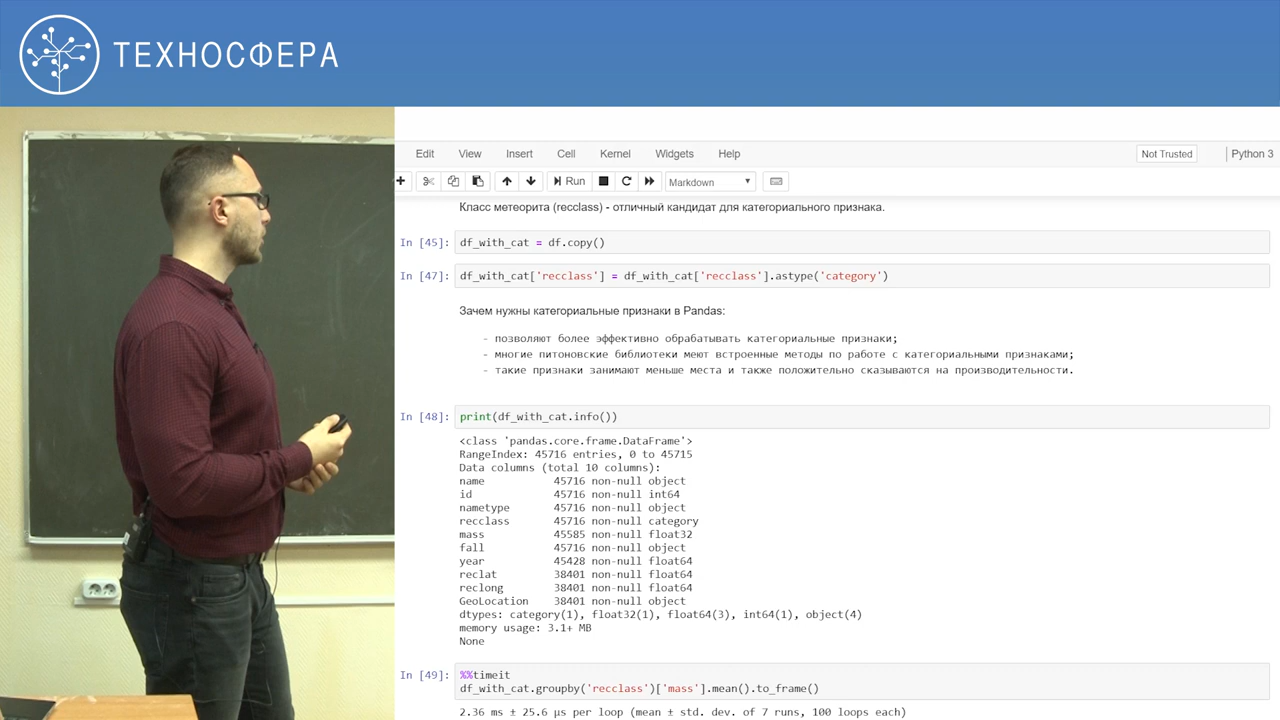 ТЕХНОСФЕРА
Edit View Insert Cell Kernel Widgets Help Not Trusted Python 3
Run Markdown
Класс метеорита (recclass) - отличный кандидат для категориального признака.
In [45]: df_with_cat = df.copy()
In [47]: df_with_cat['recclass'] = df_with_cat['recclass'].astype('category')
Зачем нужны категориальные признаки в Pandas:
- позволяют более эффективно обрабатывать категориальные признаки;
- многие питоновские библиотеки меют встроенные методы по работе с категориальными признаками;
- такие признаки занимают меньше места и также положительно сказываются на производительности.
In [48]: print(df_with_cat.info())
<class 'pandas.core.frame.DataFrame'>
RangeIndex: 45716 entries, 0 to 45715
Data columns (total 10 columns):
name 45716 non-null object
id 45716 non-null int64
nametype 45716 non-null object
recclass 45716 non-null category
mass 45585 non-null float32
fall 45716 non-null object
year 45428 non-null float64
reclat 38401 non-null float64
reclong 38401 non-null float64
GeoLocation 38401 non-null object
dtypes: category(1), float32(1), float64(3), int64(1), object(4)
memory usage: 3.1+ MB
None
In [49]: %%timeit
df_with_cat.groupby('recclass')['mass'].mean().to_frame()
2.36 ms ± 25.6 µs per loop (mean ± std. dev. of 7 runs, 100 loops each)